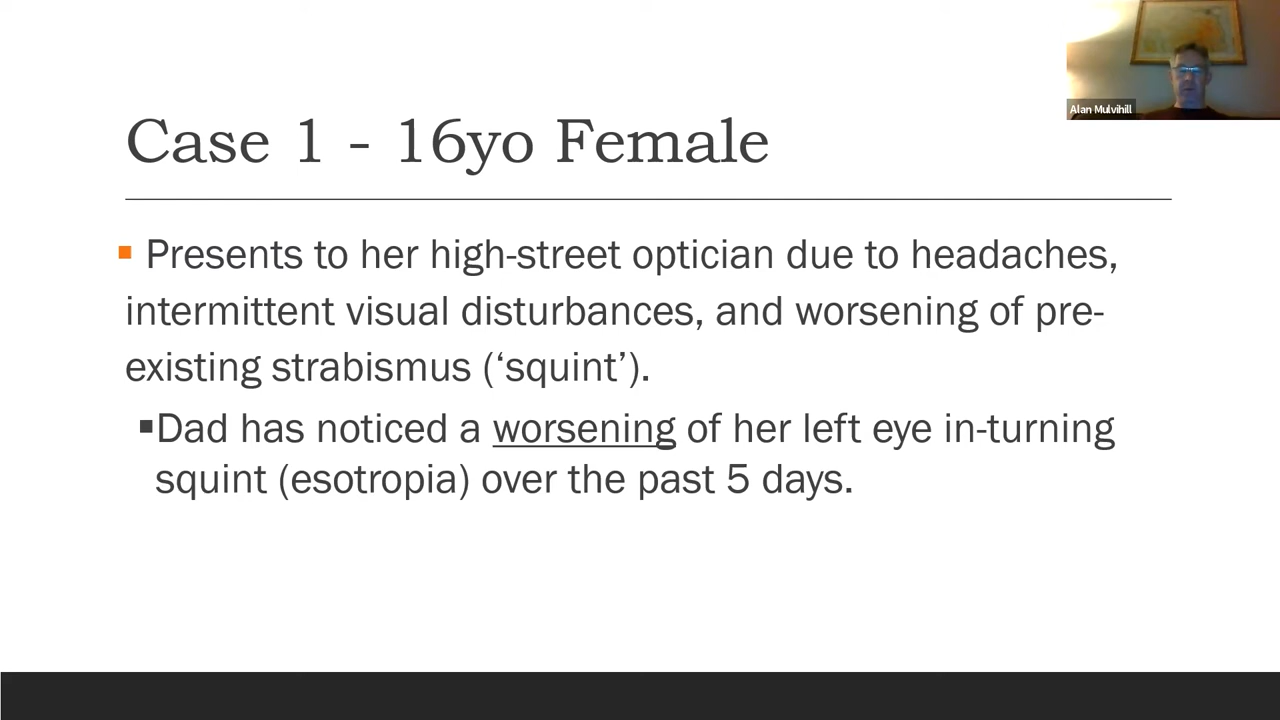 Alan Mulvihill
Case 1 - 16yo Female
▪ Presents to her high-street optician due to headaches,
intermittent visual disturbances, and worsening of pre-
existing strabismus (‘squint’).
▪Dad has noticed a worsening of her left eye in-turning
squint (esotropia) over the past 5 days.